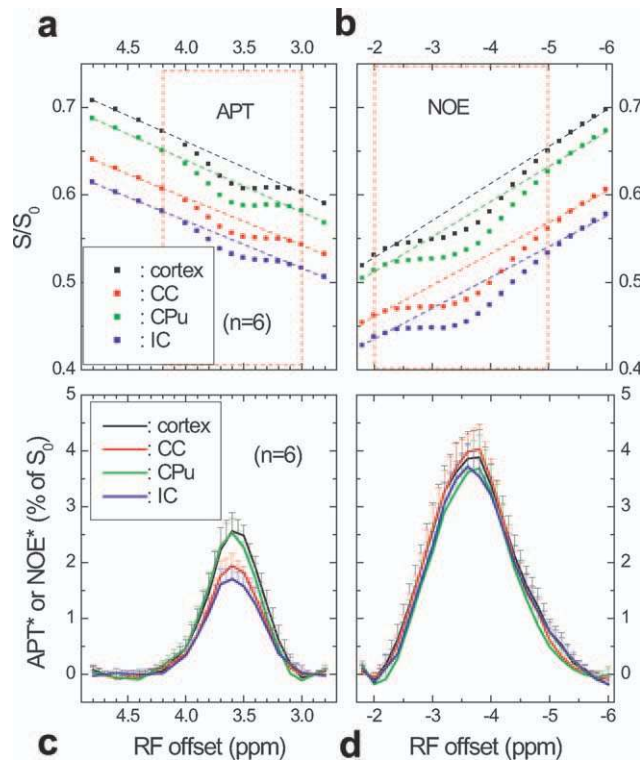 a
b
4.5 4.0 3.5 3.0
-2 -3 -4 -5 -6
APT
NOE
S/S0
0.7
0.6
0.5
0.4
0.7
0.6
0.5
0.4
: cortex
: CC
: CPu
: IC
(n=6)
APT* or NOE* (% of S0)
5
4
3
2
1
0
5
4
3
2
1
0
: cortex
: CC
: CPu
: IC
(n=6)
4.5 4.0 3.5 3.0
-2 -3 -4 -5 -6
c
RF offset (ppm)
d
RF offset (ppm)